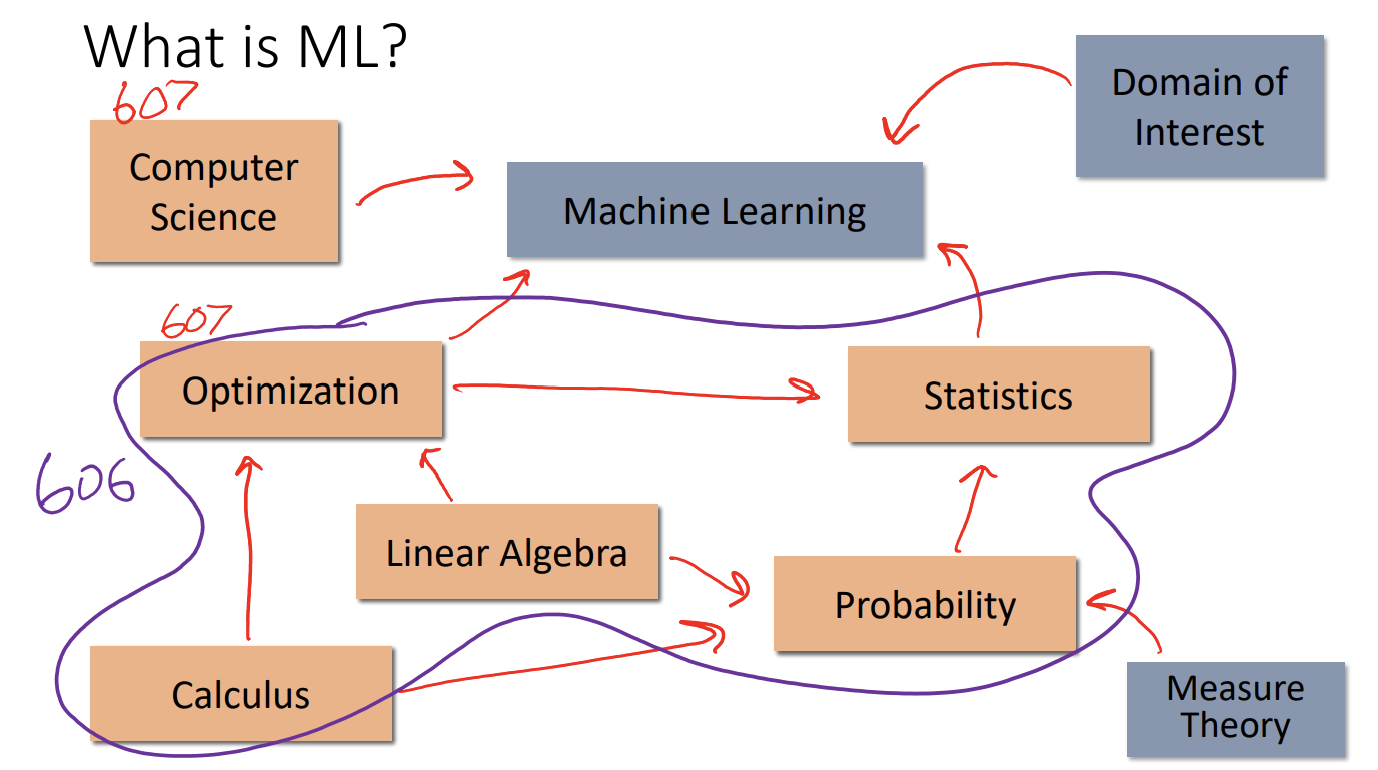 What is ML?
607
Computer
Science
Machine Learning
Domain of
Interest
607
Optimization
Statistics
606
Linear Algebra
Probability
Calculus
Measure
Theory